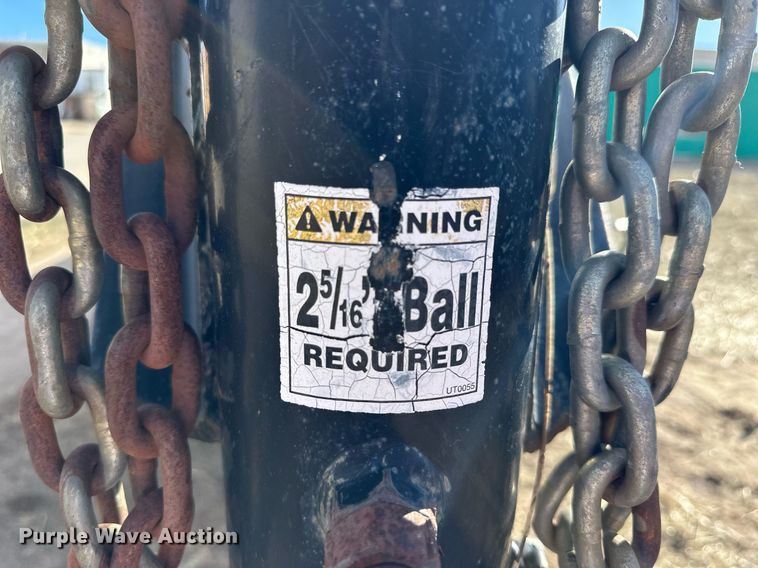 ⚠ WARNING
2 5/16" Ball
REQUIRED
UT0055
Purple Wave Auction